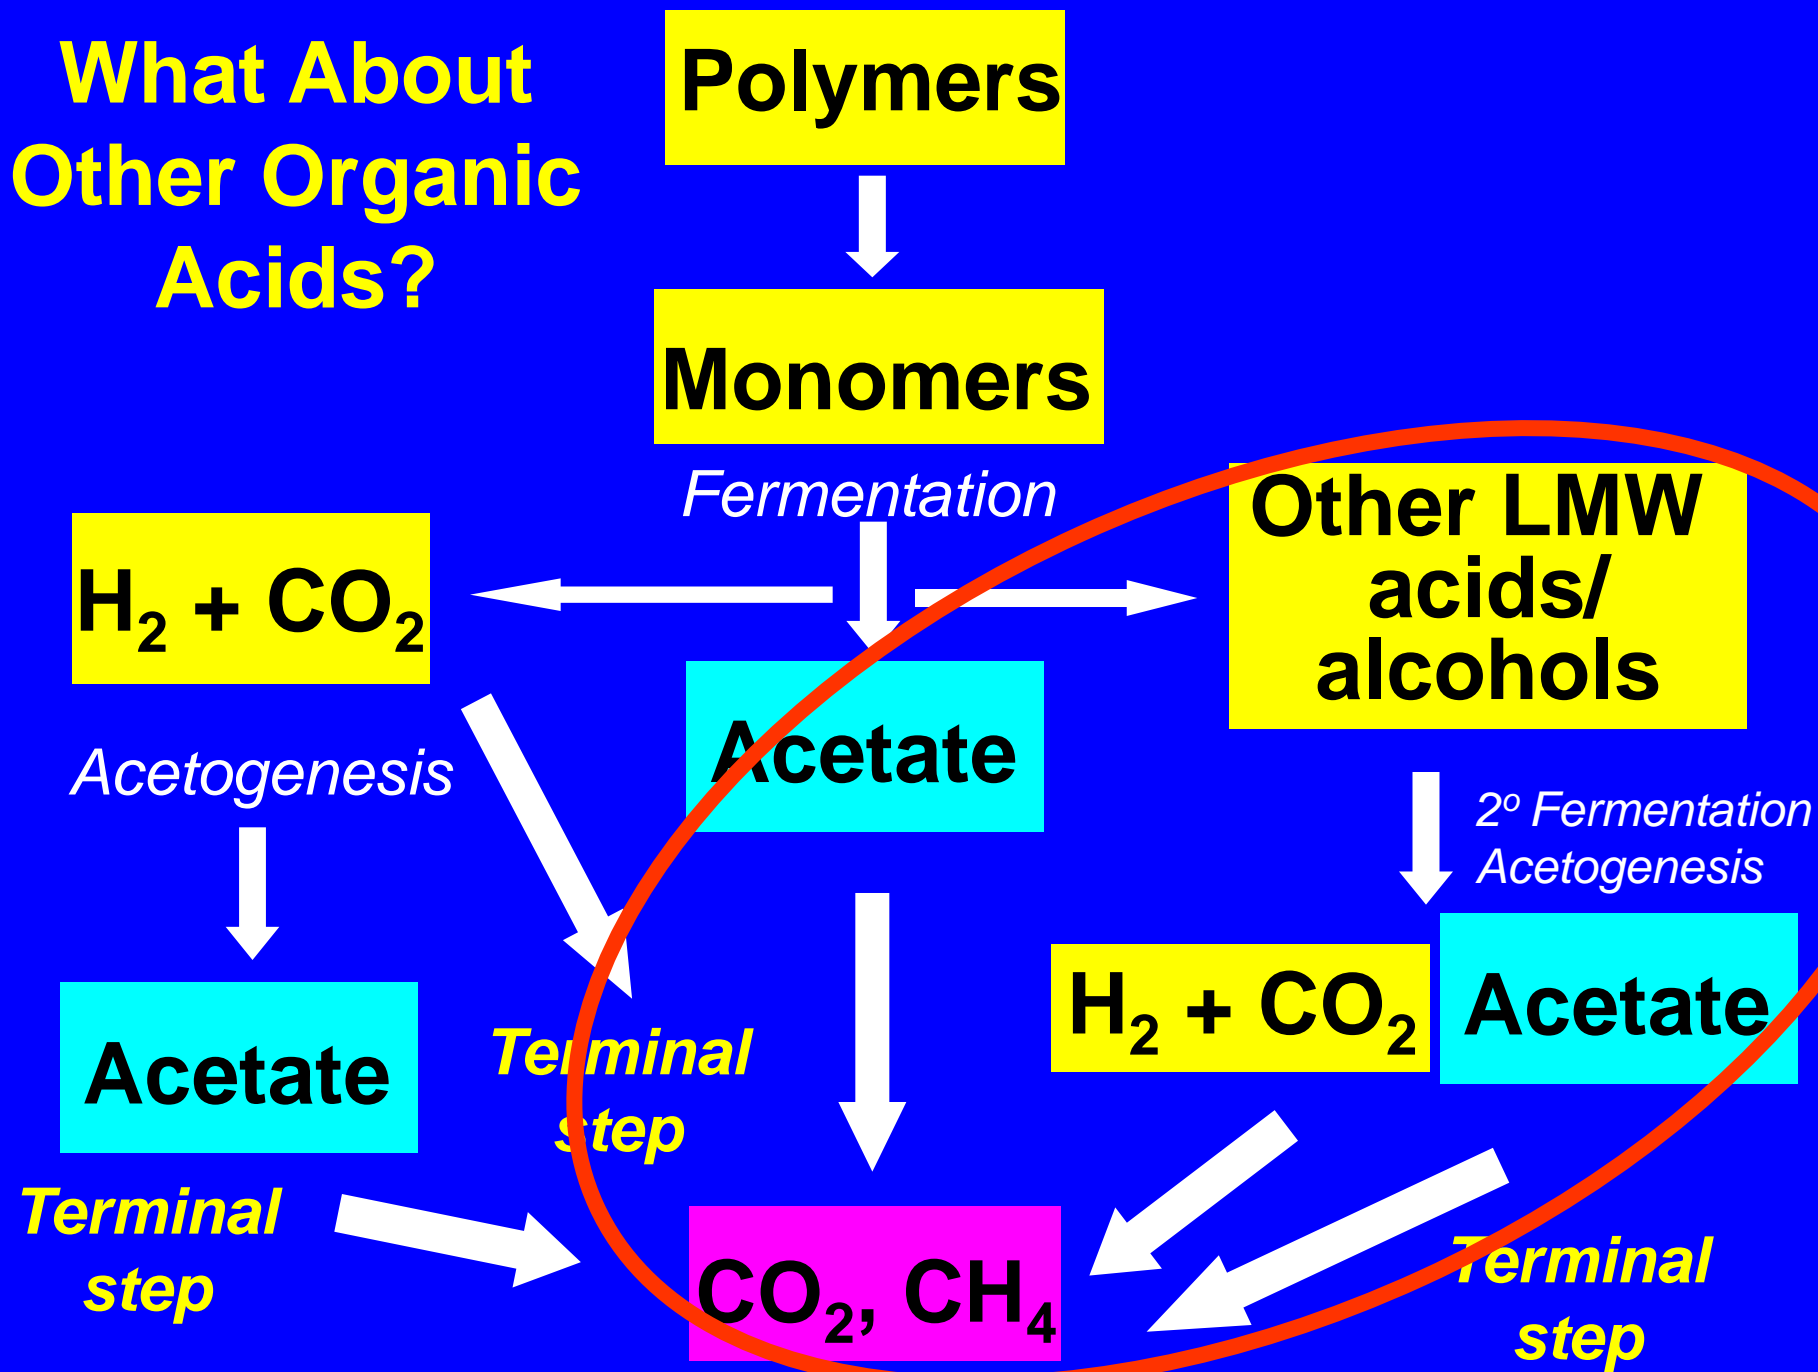 What About
Other Organic
Acids?
Polymers
Monomers
Fermentation
H₂ + CO₂
Other LMW
acids/
alcohols
Acetate
Acetogenesis
2º Fermentation
Acetogenesis
H₂ + CO₂
Acetate
Acetate
Terminal
step
Terminal
step
CO₂, CH₄
Terminal
step